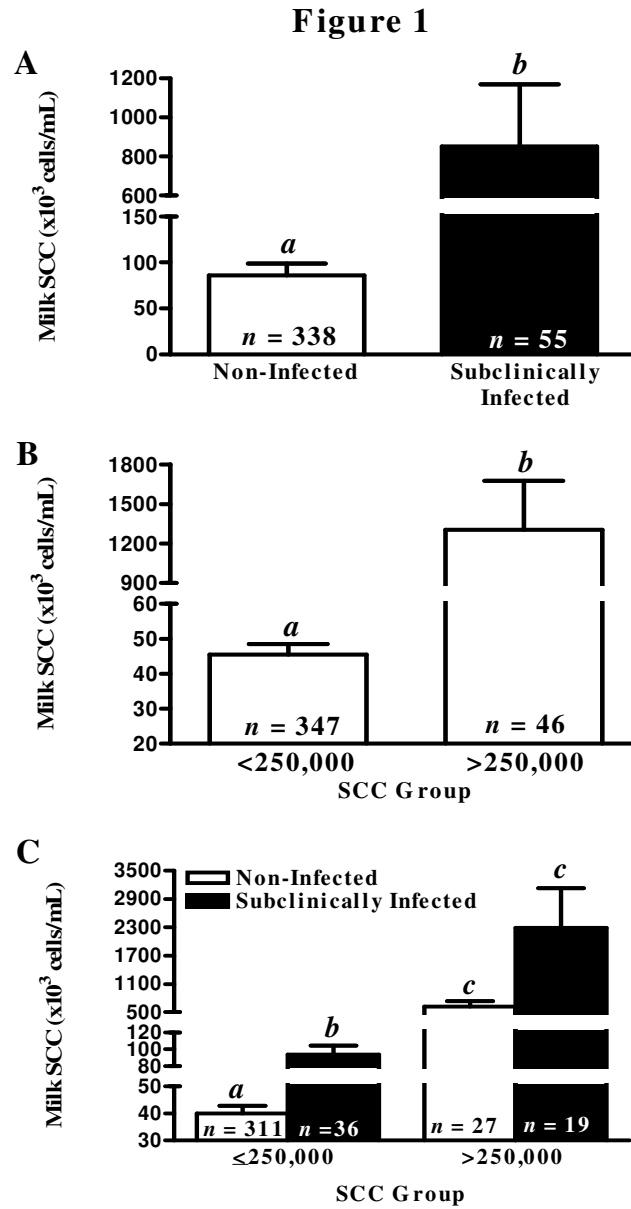 Figure 1
A
Milk SCC (x10³ cells/mL)
1200
1000
800
600
150
100
50
0
a
b
n = 338
n = 55
Non-Infected
Subclinically
Infected
B
Milk SCC (x10³ cells/mL)
1800
1500
1200
900
60
50
40
30
20
a
b
n = 347
n = 46
<250,000
>250,000
SCC Group
C
Milk SCC (x10³ cells/mL)
3500
2900
2300
1700
1100
500
120
100
80
50
40
30
Non-Infected
Subclinically Infected
a
b
c
c
n = 311
n =36
n = 27
n = 19
≤250,000
>250,000
SCC Group